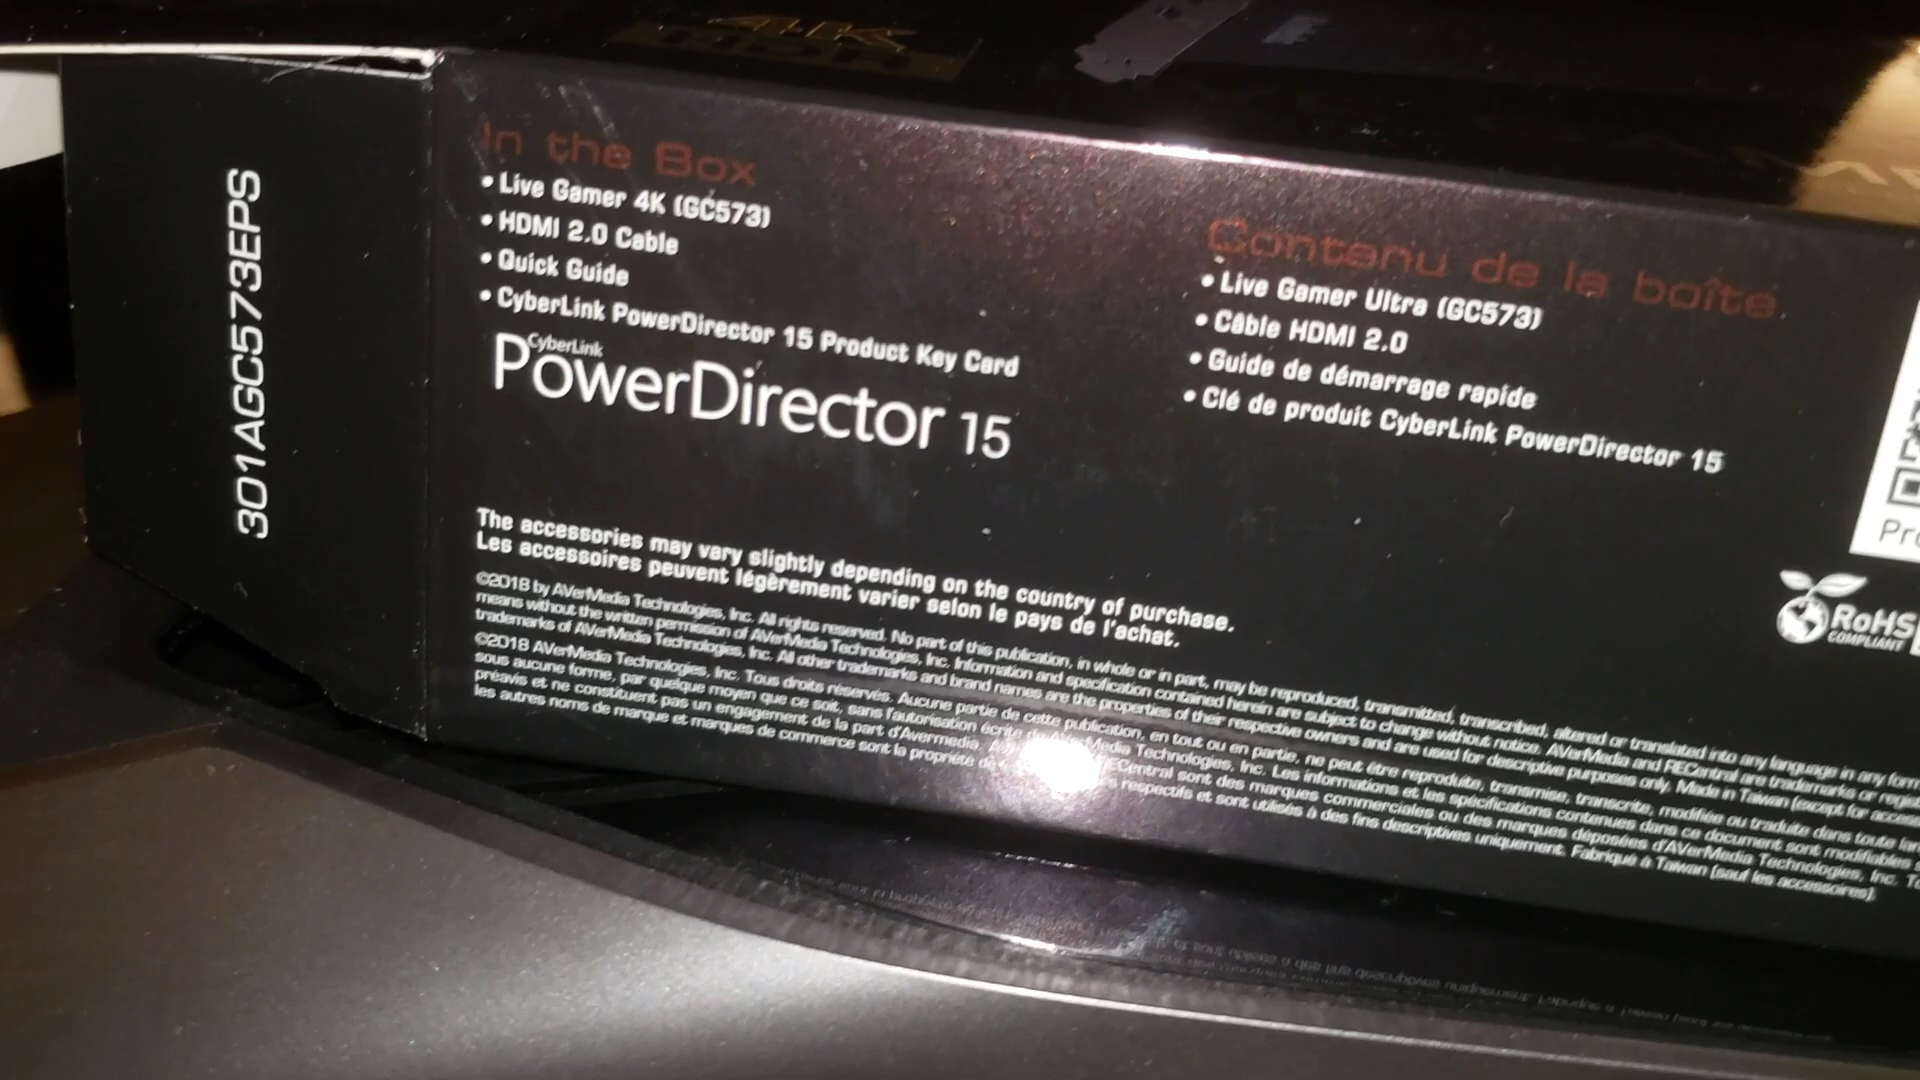 4K
HDR
301AGC573EPS
In the Box
• Live Gamer 4K (GC573)
• HDMI 2.0 Cable
• Quick Guide
• CyberLink PowerDirector 15 Product Key Card
CyberLink
PowerDirector 15
Contenu de la boîte
• Live Gamer Ultra (GC573)
• Câble HDMI 2.0
• Guide de démarrage rapide
• Clé de produit CyberLink PowerDirector 15
The accessories may vary slightly depending on the country of purchase.
Les accessoires peuvent légèrement varier selon le pays de l'achat.
©2018 by AVerMedia Technologies, Inc. All rights reserved. No part of this publication, in whole or in part, may be reproduced, transmitted, transcribed, altered or translated into any language in any form
means without the written permission of AVerMedia Technologies, Inc. Information and specification contained herein are subject to change without notice. AVerMedia and RECentral are trademarks or
trademarks of AVerMedia Technologies, Inc. All other trademarks and brand names are the properties of their respective owners and are used for descriptive purposes only. Made in Taiwan (except for
©2018 AVerMedia Technologies, Inc. Tous droits réservés. Aucune partie de cette publication, en tout ou en partie, ne peut être reproduite, transmise, transcrite, modifiée ou traduite dans toute
sous aucune forme, par quelque moyen que ce soit, sans l'autorisation écrite de AVerMedia Technologies, Inc. Les informations et les spécifications contenues dans ce document sont modifiables
préavis et ne constituent pas un engagement de la part d'Avermedia. RECentral sont des marques commerciales ou des marques déposées d'AVerMedia Technologies, Inc.
les autres noms de marque et marques de commerce sont la propriété de respectifs et sont utilisés à des fins descriptives uniquement. Fabriqué à Taiwan (sauf les accessoires).
RoHS
COMPLIANT